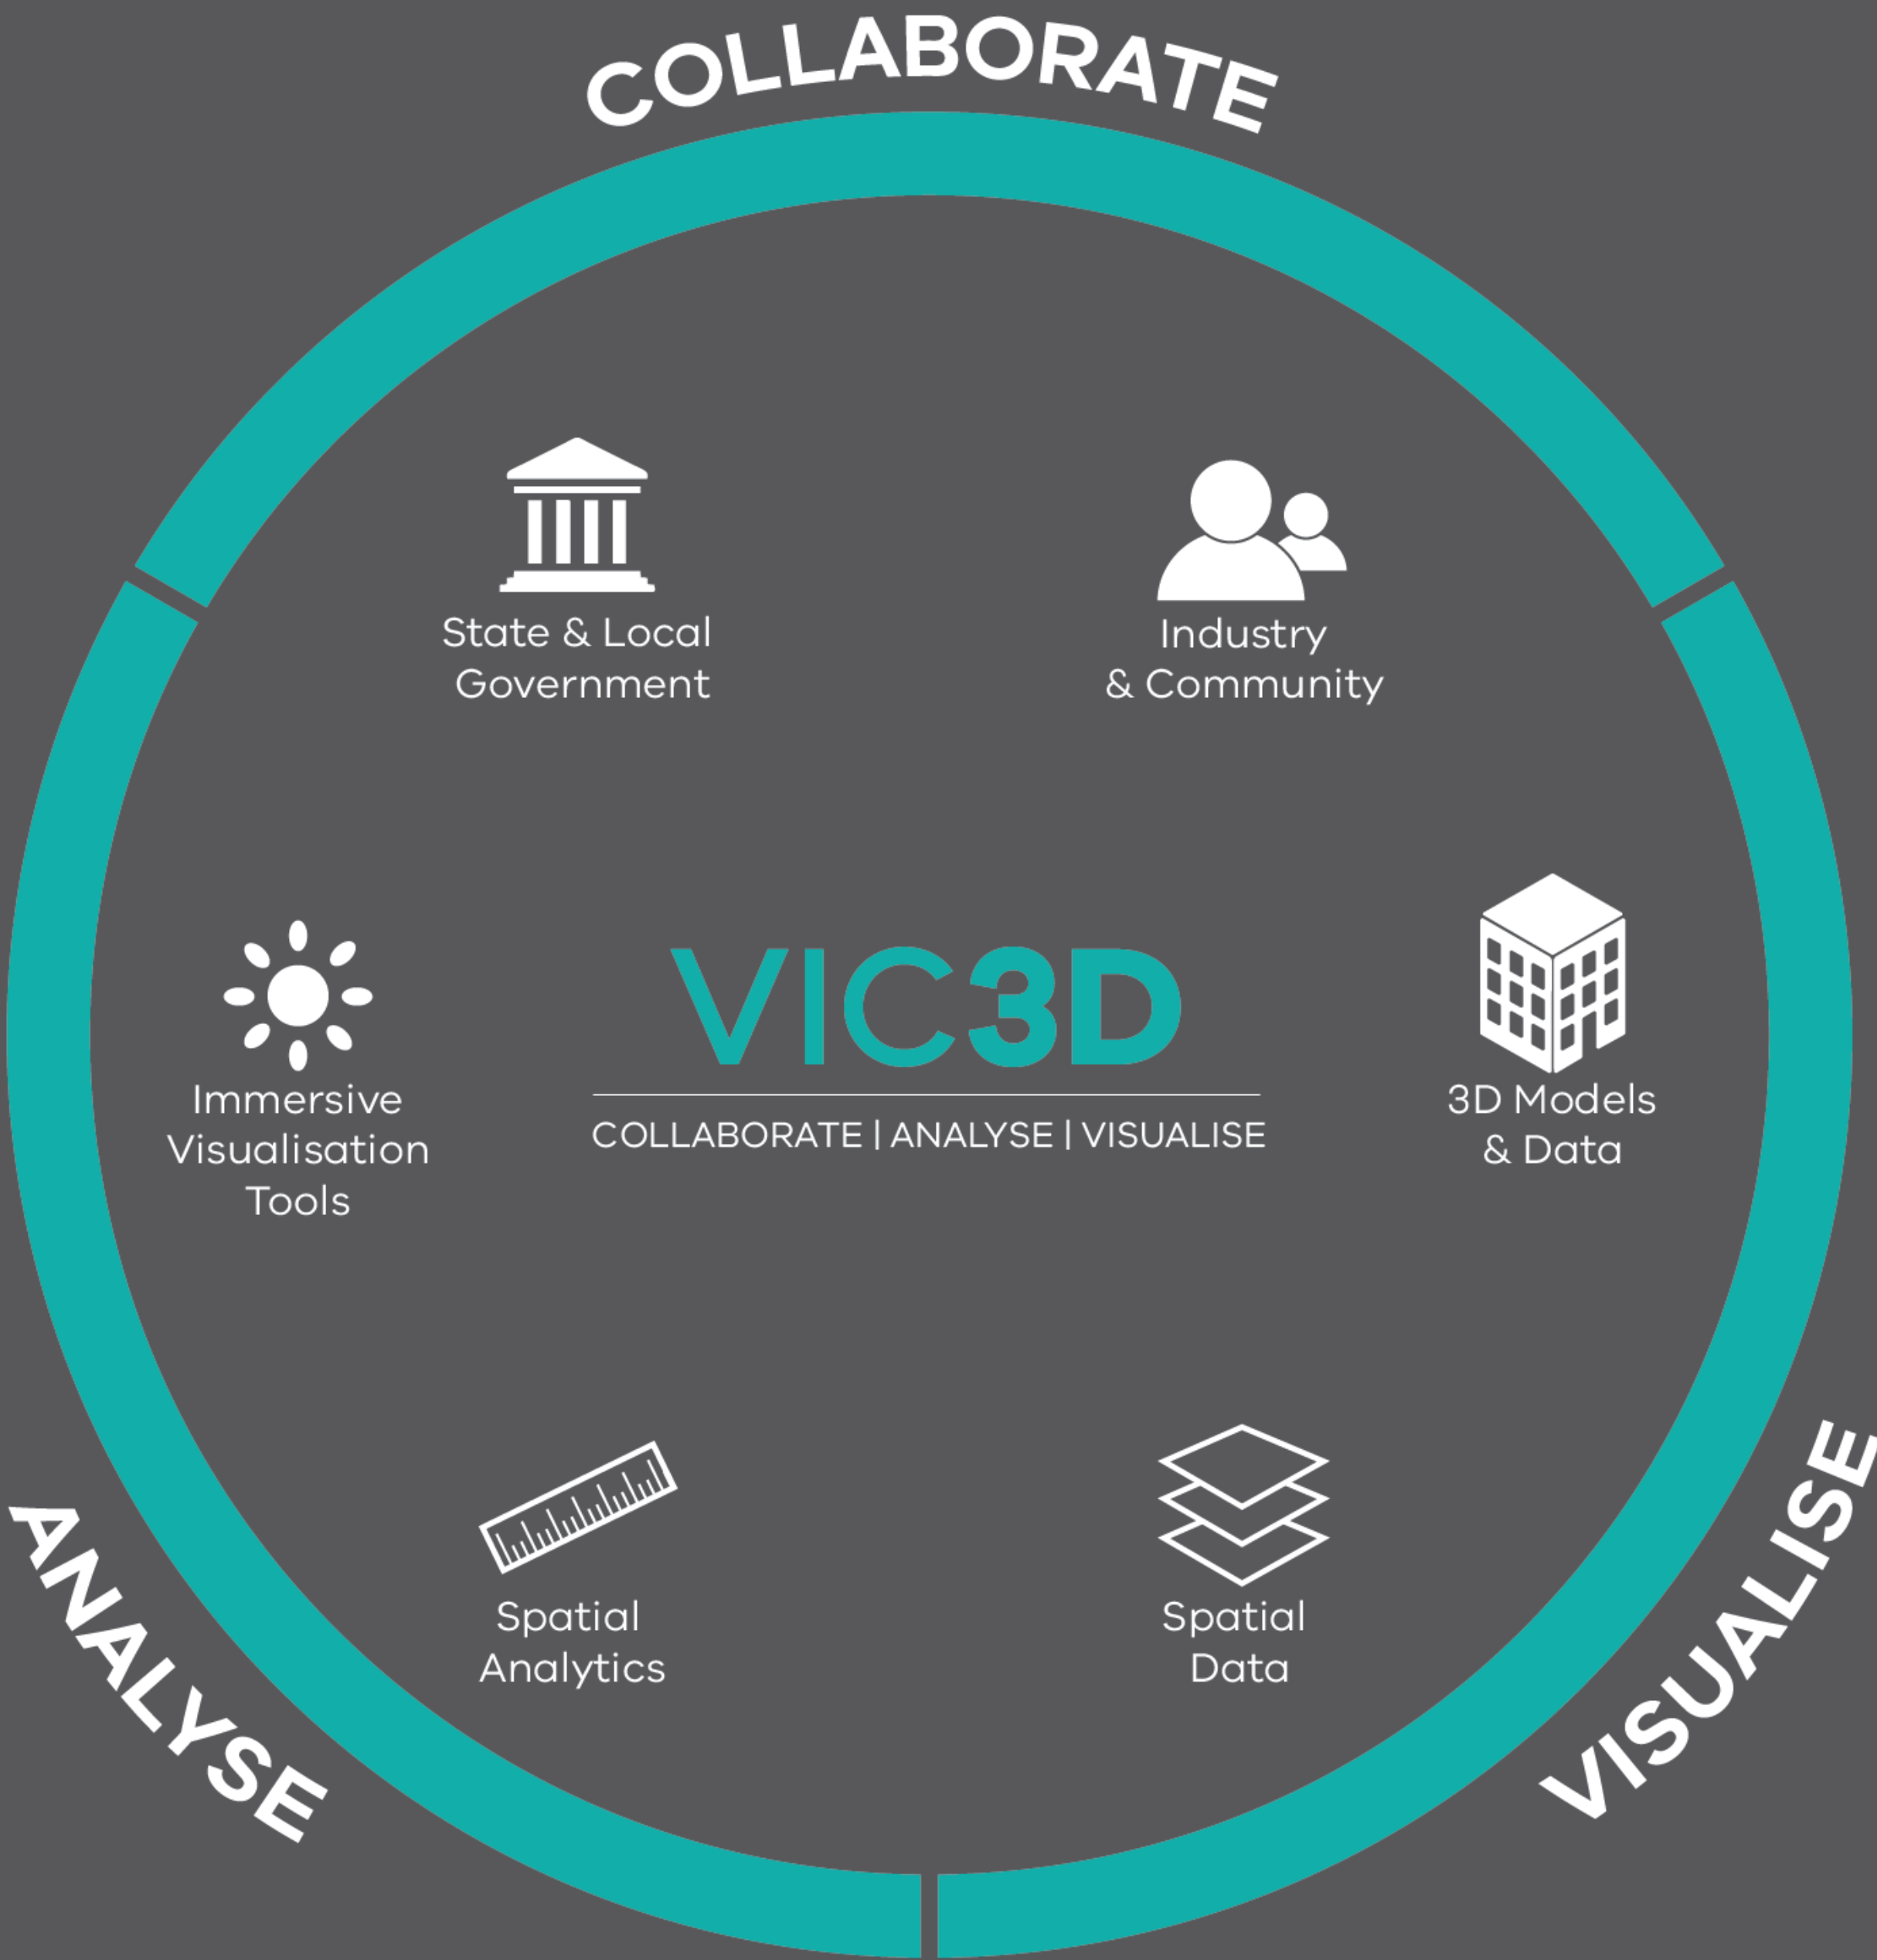 COLLABORATE
State & Local
Government
Industry
& Community
Immersive
Visualisation
Tools
VIC3D
COLLABORATE | ANALYSE | VISUALISE
3D Models
& Data
Spatial
Analytics
Spatial
Data
ANALYSE
VISUALISE